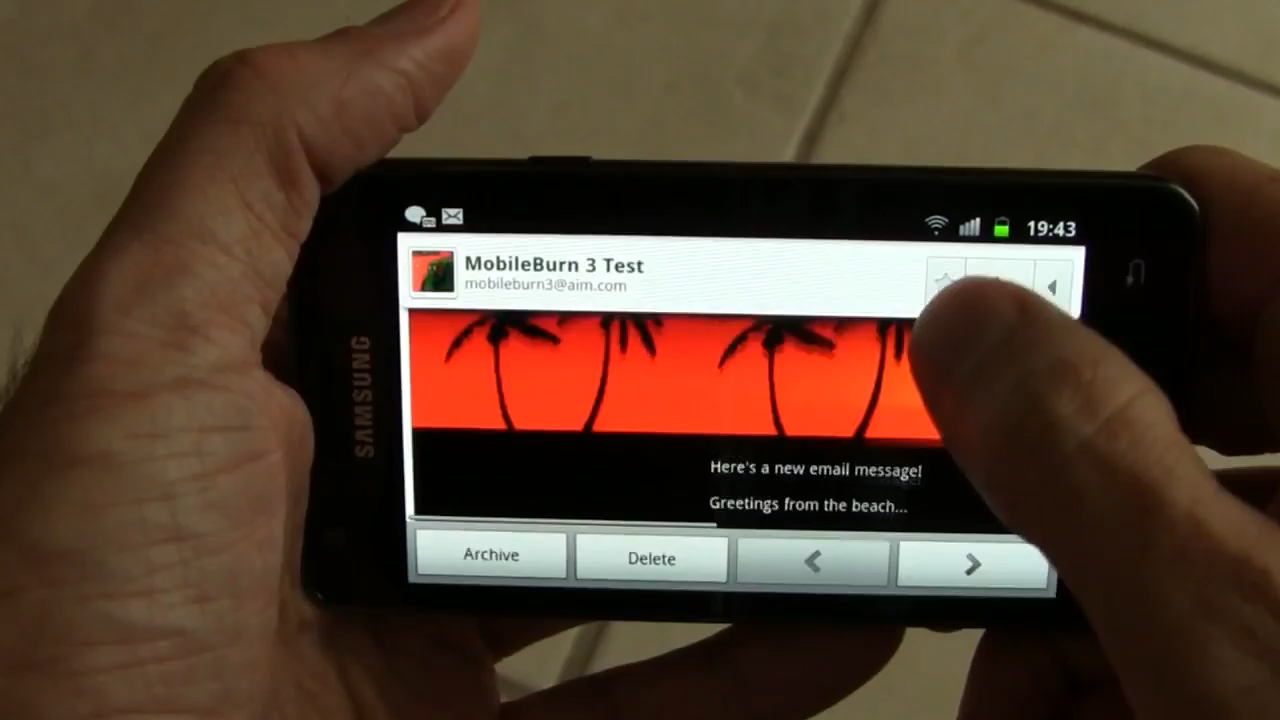 19:43
MobileBurn 3 Test
mobileburn3@aim.com
SAMSUNG
Here's a new email message!
Greetings from the beach...
Archive
Delete